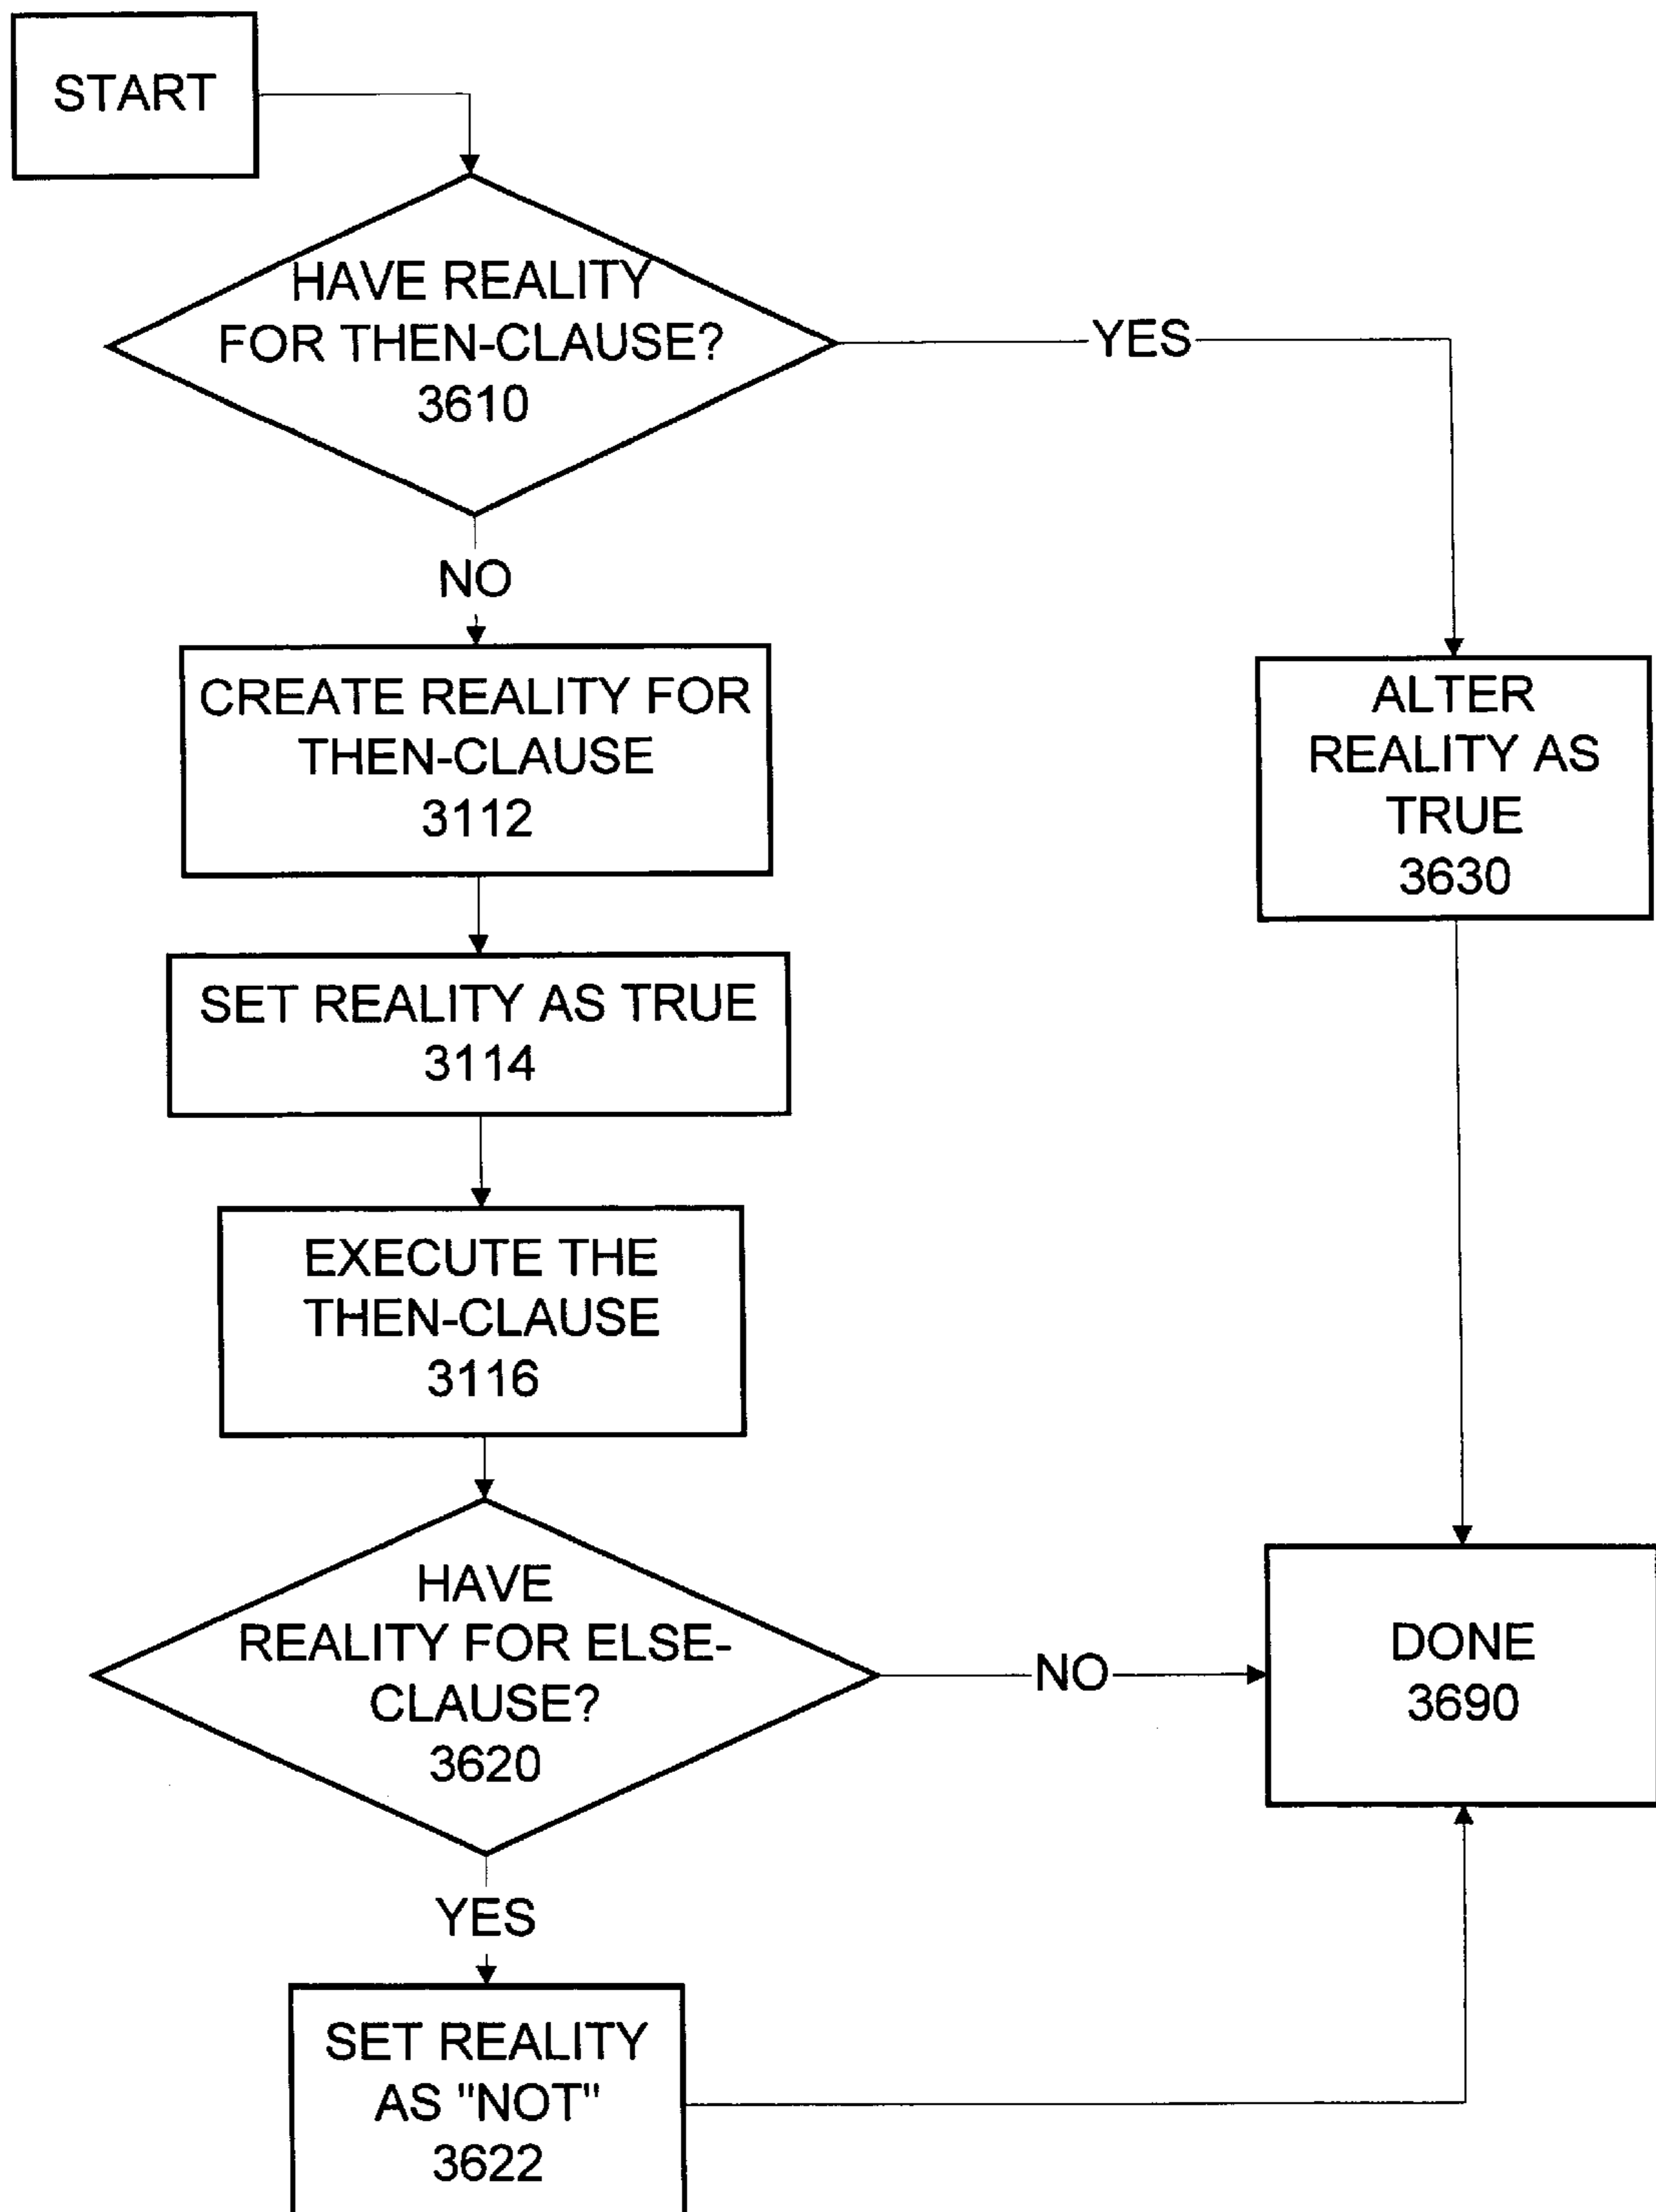 START
HAVE REALITY
FOR THEN-CLAUSE?
3610
YES
NO
CREATE REALITY FOR
THEN-CLAUSE
3112
ALTER
REALITY AS
TRUE
3630
SET REALITY AS TRUE
3114
EXECUTE THE
THEN-CLAUSE
3116
HAVE
REALITY FOR ELSE-
CLAUSE?
3620
NO
DONE
3690
YES
SET REALITY
AS "NOT"
3622